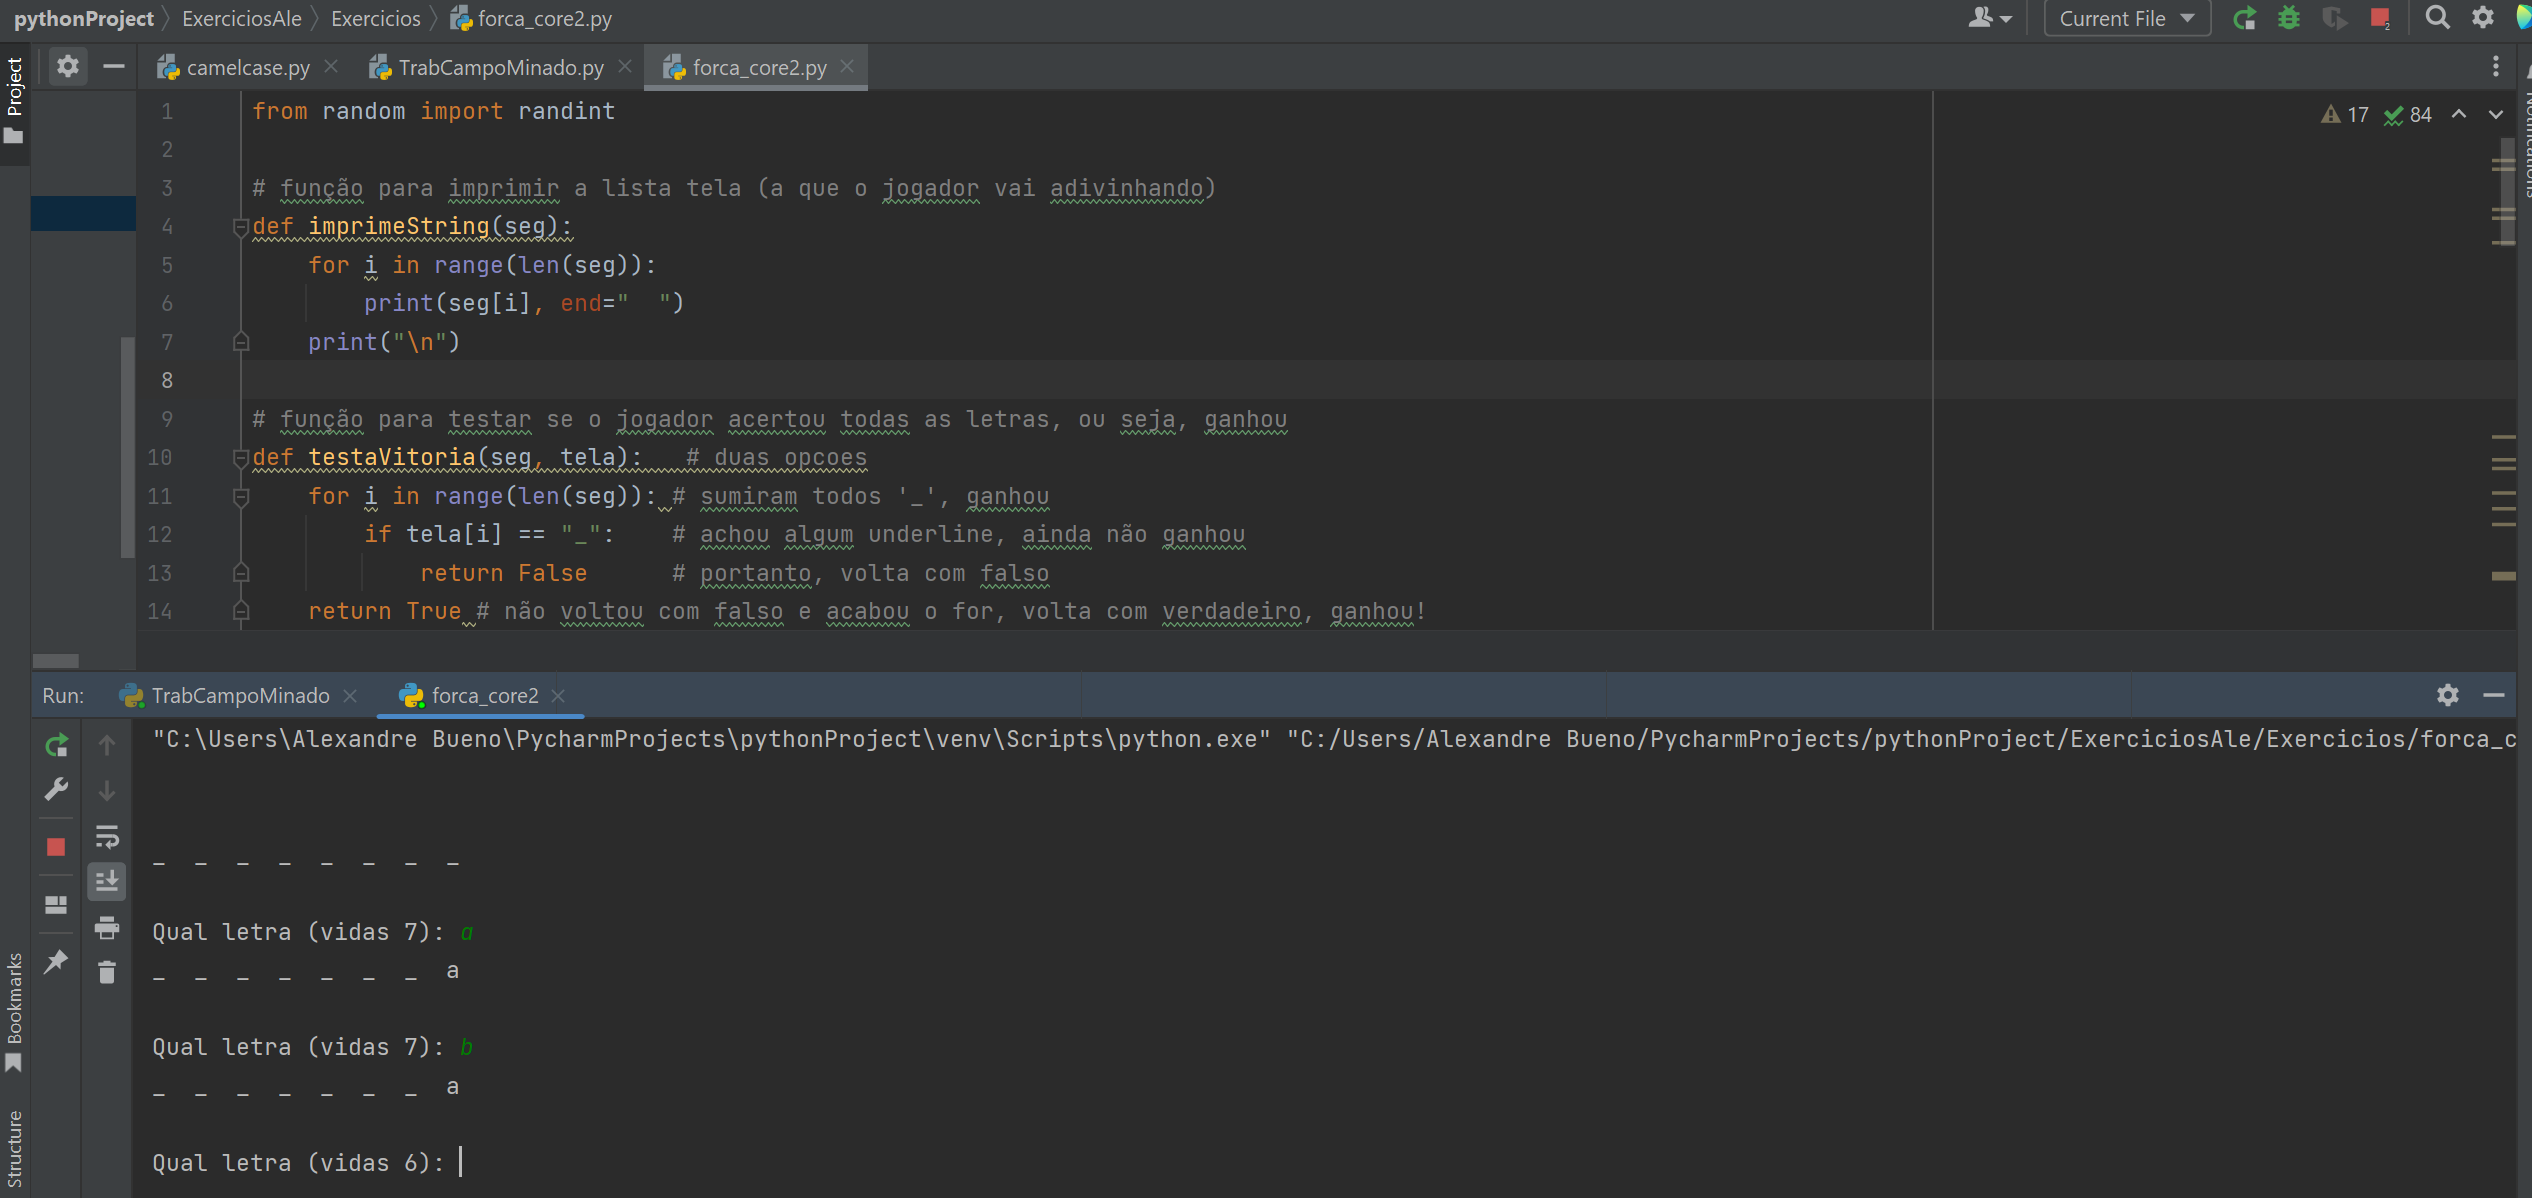 pythonProject ExerciciosAle Exercicios forca_core2.py Current File
Project camelcase.py TrabCampoMinado.py forca_core2.py
Notifications
17 84
1 from random import randint
2
3 # função para imprimir a lista tela (a que o jogador vai adivinhando)
4 def imprimeString(seg):
5 for i in range(len(seg)):
6 print(seg[i], end="  ")
7 print("\n")
8
9 # função para testar se o jogador acertou todas as letras, ou seja, ganhou
10 def testaVitoria(seg, tela):   # duas opcoes
11 for i in range(len(seg)): # sumiram todos '_', ganhou
12 if tela[i] == "_":    # achou algum underline, ainda não ganhou
13 return False      # portanto, volta com falso
14 return True # não voltou com falso e acabou o for, volta com verdadeiro, ganhou!
Run: TrabCampoMinado forca_core2
"C:\Users\Alexandre Bueno\PycharmProjects\pythonProject\venv\Scripts\python.exe" "C:/Users/Alexandre Bueno/PycharmProjects/pythonProject/ExerciciosAle/Exercicios/forca_c
_  _  _  _  _  _  _  _
Qual letra (vidas 7): a
_  _  _  _  _  _  _  a
Qual letra (vidas 7): b
_  _  _  _  _  _  _  a
Qual letra (vidas 6):
Bookmarks
Structure